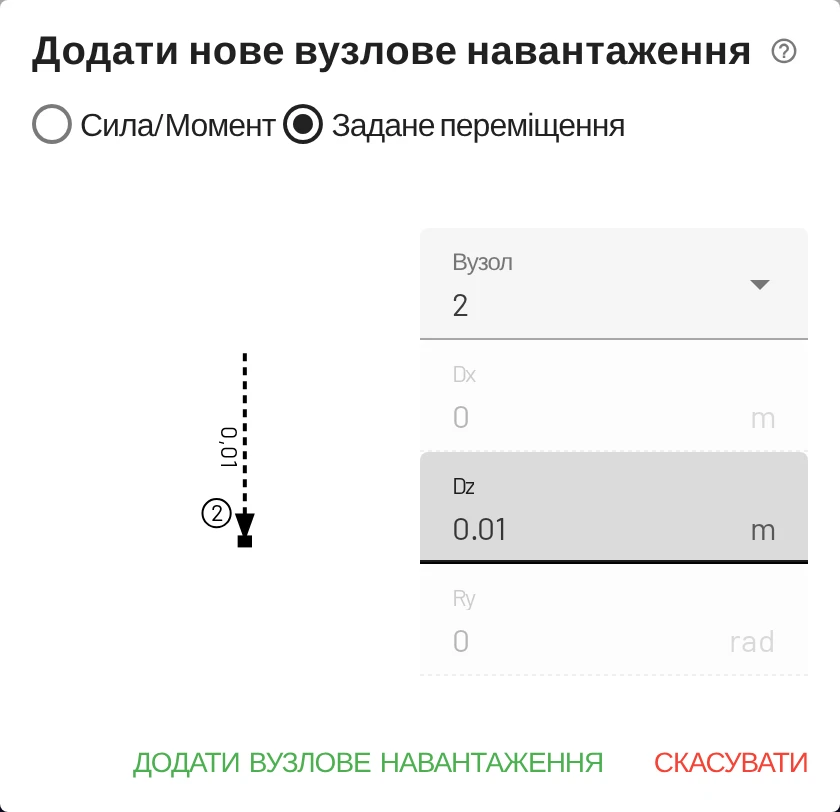 Додати нове вузлове навантаження ?
Сила/Момент Задане переміщення
Вузол
2
Dx
0 m
0,01
Dz
2
0.01 m
Ry
0 rad
ДОДАТИ ВУЗЛОВЕ НАВАНТАЖЕННЯ СКАСУВАТИ